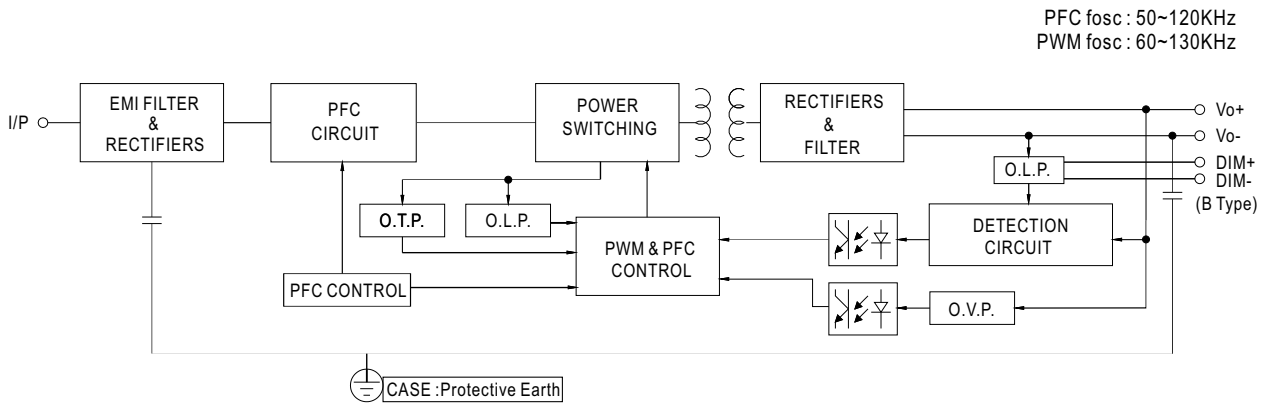 PFC fosc : 50~120KHz
PWM fosc : 60~130KHz
I/P
EMI FILTER
&
RECTIFIERS
PFC
CIRCUIT
POWER
SWITCHING
RECTIFIERS
&
FILTER
Vo+
Vo-
DIM+
DIM-
(B Type)
O.L.P.
O.T.P.
O.L.P.
PWM & PFC
CONTROL
DETECTION
CIRCUIT
PFC CONTROL
O.V.P.
CASE :Protective Earth